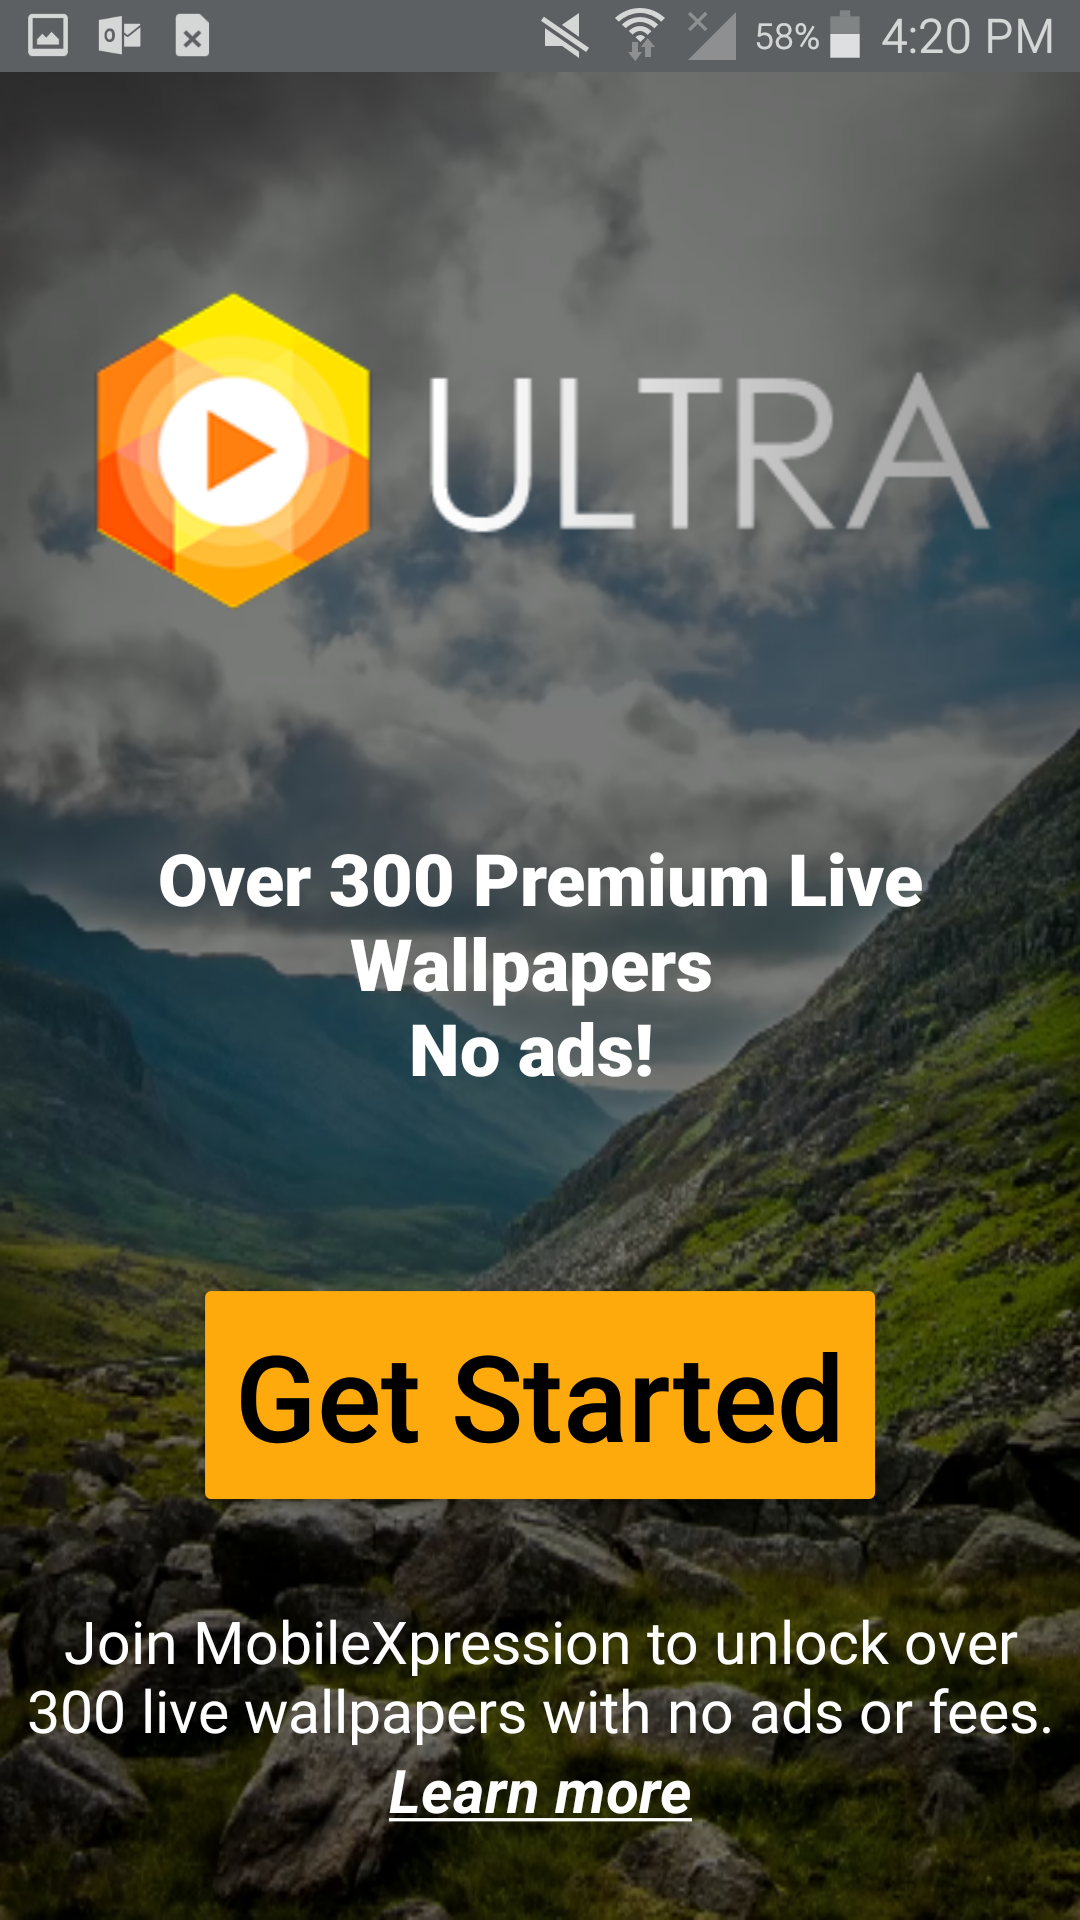 58% 4:20 PM
ULTRA
Over 300 Premium Live
Wallpapers
No ads!
Get Started
Join MobileXpression to unlock over
300 live wallpapers with no ads or fees.
Learn more